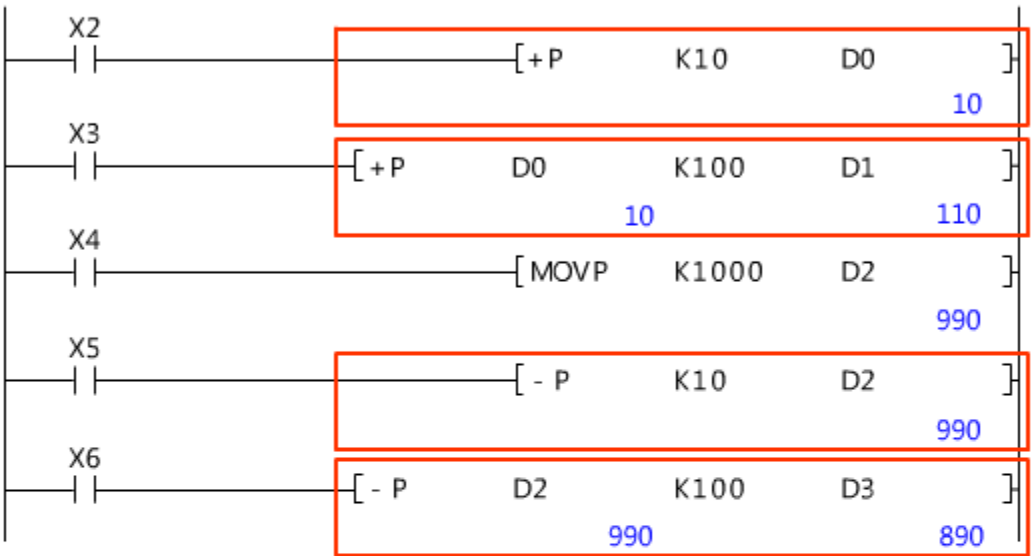 X2
[+P K10 D0 ]
10
X3
[+P D0 K100 D1 ]
10 110
X4
[MOVP K1000 D2 ]
990
X5
[- P K10 D2 ]
990
X6
[- P D2 K100 D3 ]
990 890